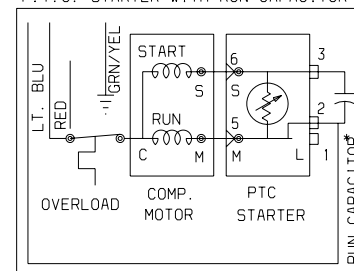 P.T.C. STARTER WITH RUN CAPACITOR
LT. BLU
RED
GRN/YEL
START
S
6
S
3
RUN
2
5
C
M
M
L
1
OVERLOAD
COMP.
MOTOR
PTC
STARTER
RUN CAPACITOR*